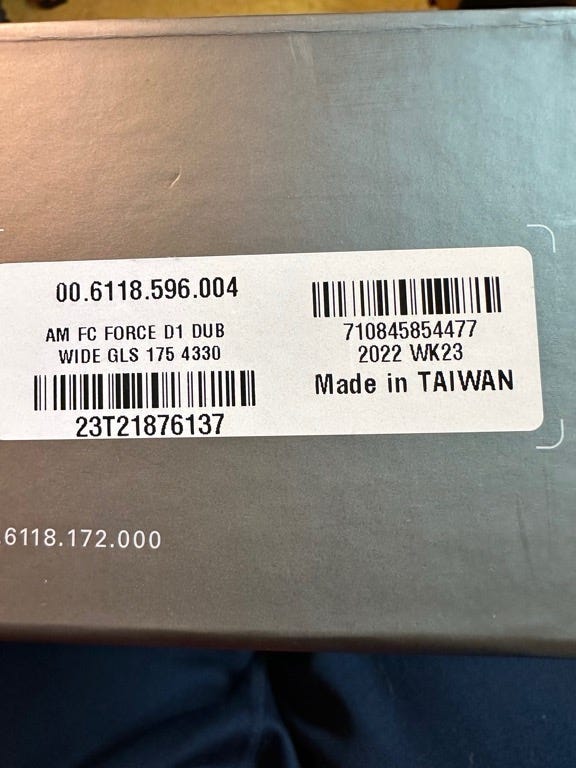 00.6118.596.004
AM FC FORCE D1 DUB
WIDE GLS 175 4330
23T21876137
710845854477
2022 WK23
Made in TAIWAN
.6118.172.000